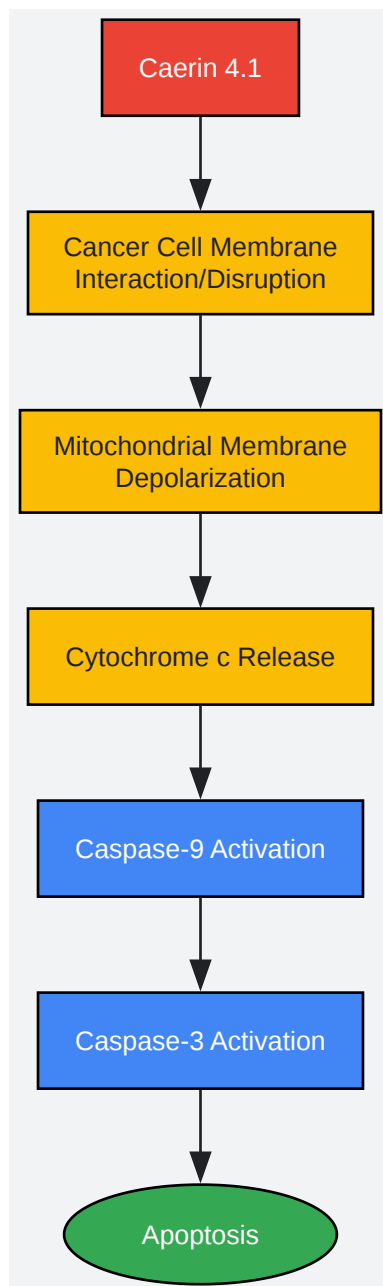 Caerin 4.1
Cancer Cell Membrane
Interaction/Disruption
Mitochondrial Membrane
Depolarization
Cytochrome c Release
Caspase-9 Activation
Caspase-3 Activation
Apoptosis